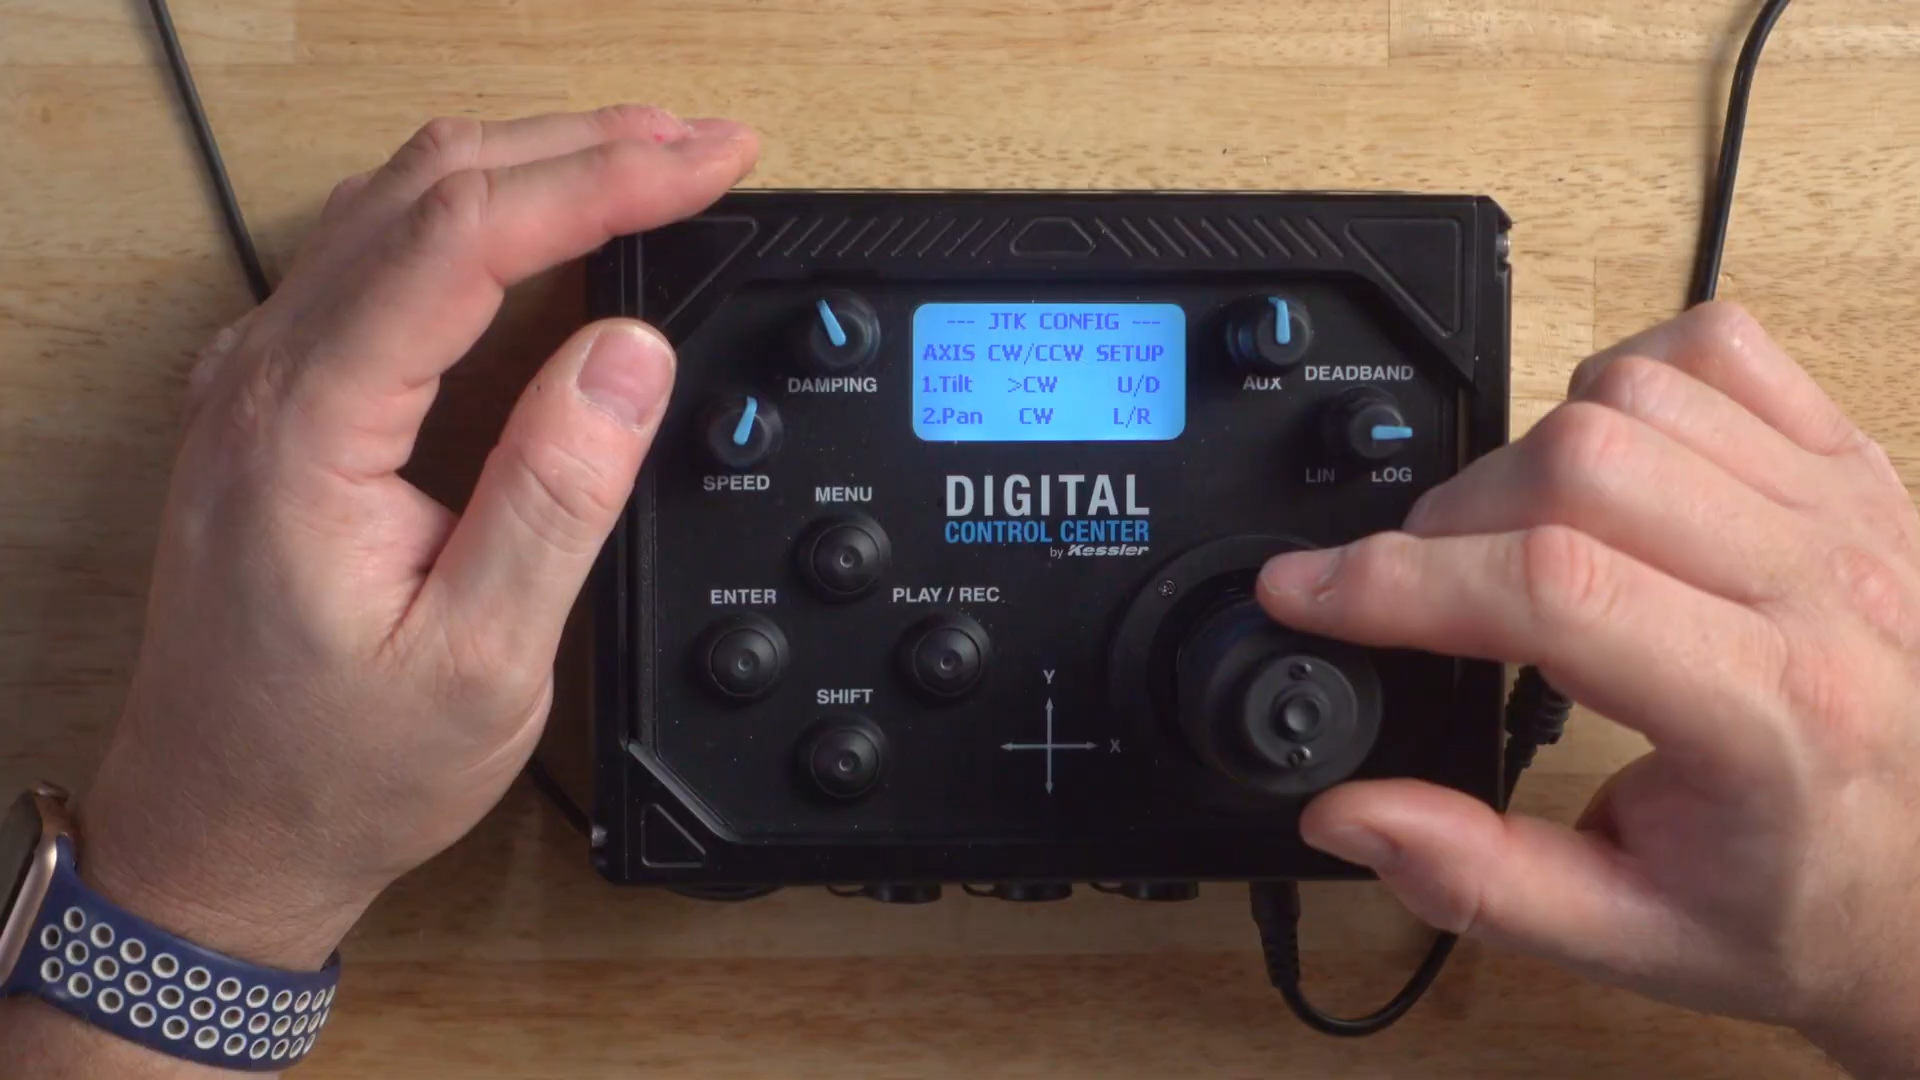 --- JTK CONFIG ---
AXIS CW/CCW SETUP
1.Tilt >CW U/D
2.Pan CW L/R
DAMPING
AUX
DEADBAND
SPEED
LIN LOG
MENU
DIGITAL
CONTROL CENTER
by Kessler
ENTER
PLAY / REC
SHIFT
Y
X